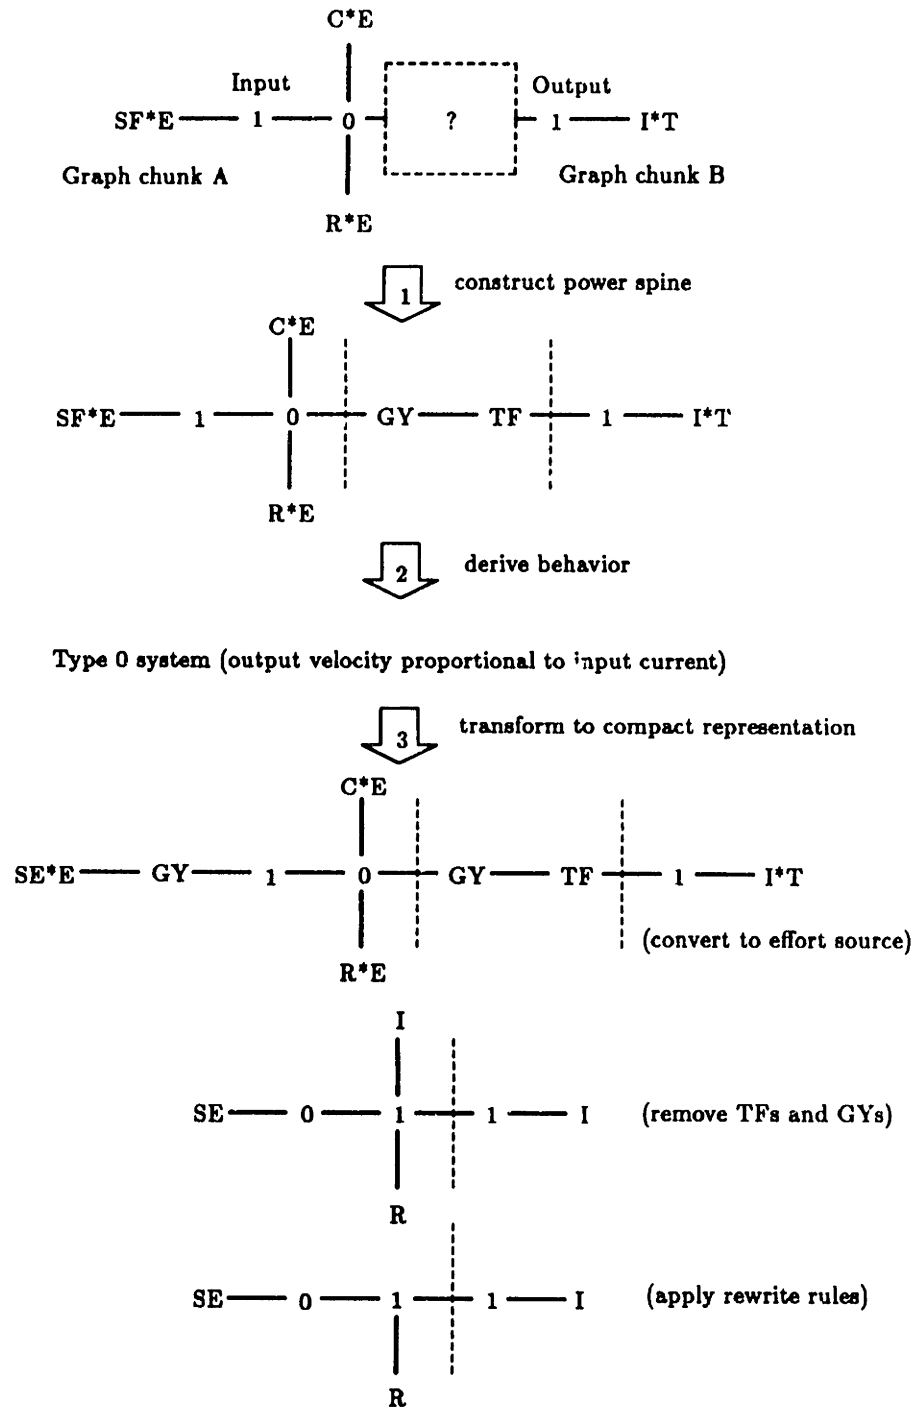 C*E
Input
Output
SF*E 1 0 ? 1 I*T
Graph chunk A
Graph chunk B
R*E
1
construct power spine
C*E
SF*E 1 0 GY TF 1 I*T
R*E
2
derive behavior
Type 0 system (output velocity proportional to input current)
3
transform to compact representation
C*E
SE*E GY 1 0 GY TF 1 I*T
(convert to effort source)
R*E
I
SE 0 1 1 I
(remove TFs and GYs)
R
SE 0 1 1 I
(apply rewrite rules)
R